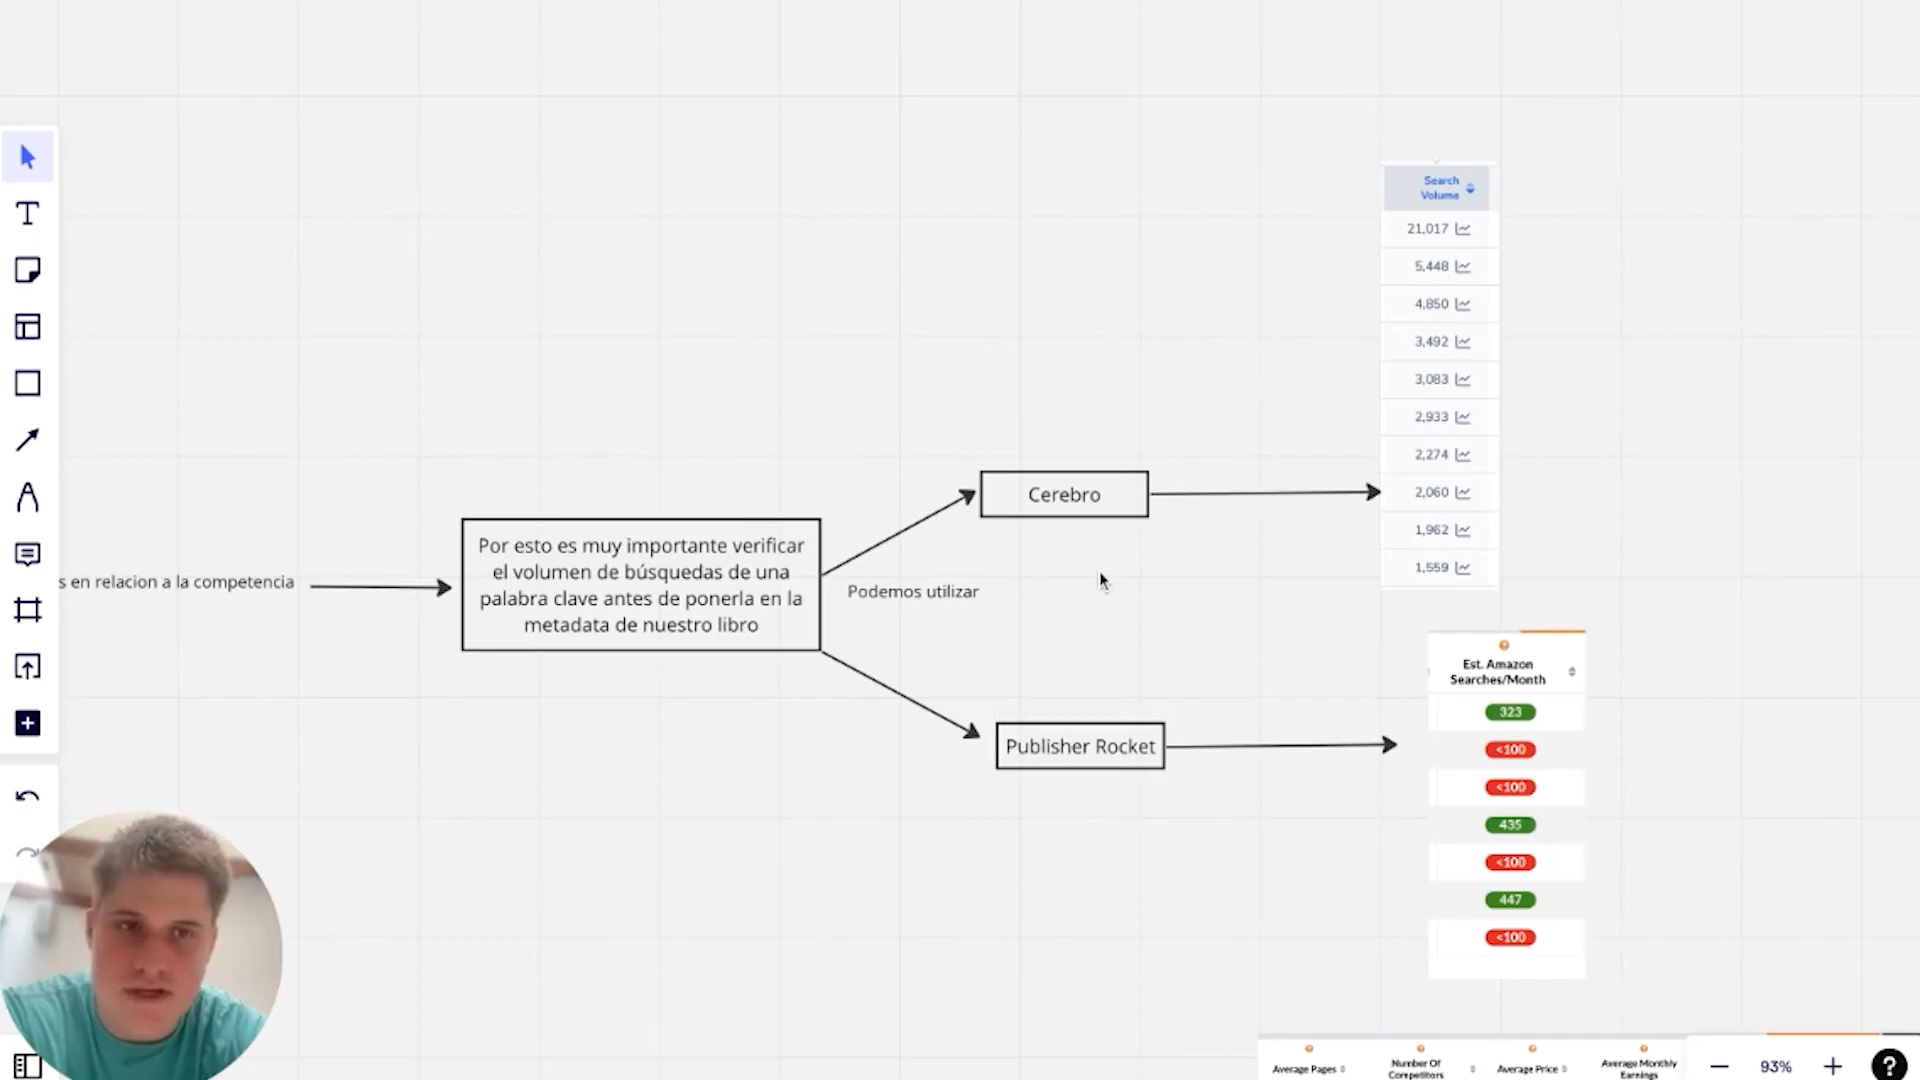 s en relacion a la competencia
Por esto es muy importante verificar
el volumen de búsquedas de una
palabra clave antes de ponerla en la
metadata de nuestro libro
Podemos utilizar
Cerebro
Publisher Rocket
Search
Volume
21,017
5,448
4,850
3,492
3,083
2,933
2,274
2,060
1,962
1,559
Est. Amazon
Searches/Month
323
<100
<100
435
<100
447
<100
Average Pages
Number Of
Competitors
Average Price
Average Monthly
Earnings
93%